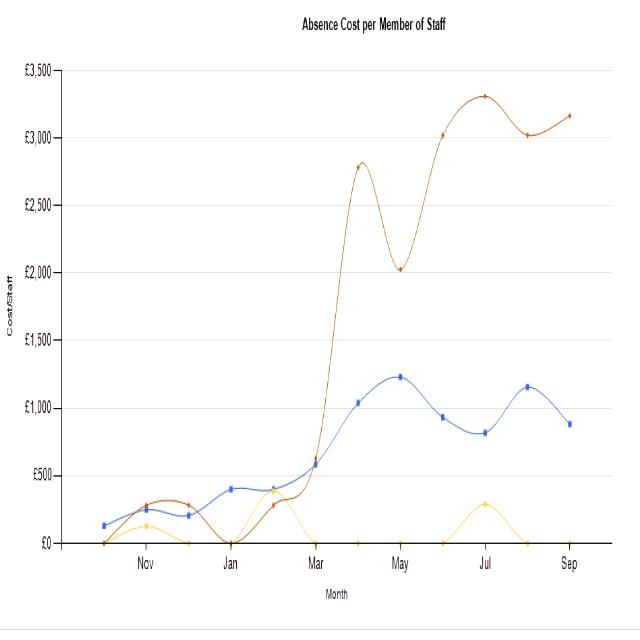 Absence Cost per Member of Staff
£3,500
£3,000
£2,500
£2,000
£1,500
£1,000
£500
£0
Cost/Staff
Nov Jan Mar May Jul Sep
Month